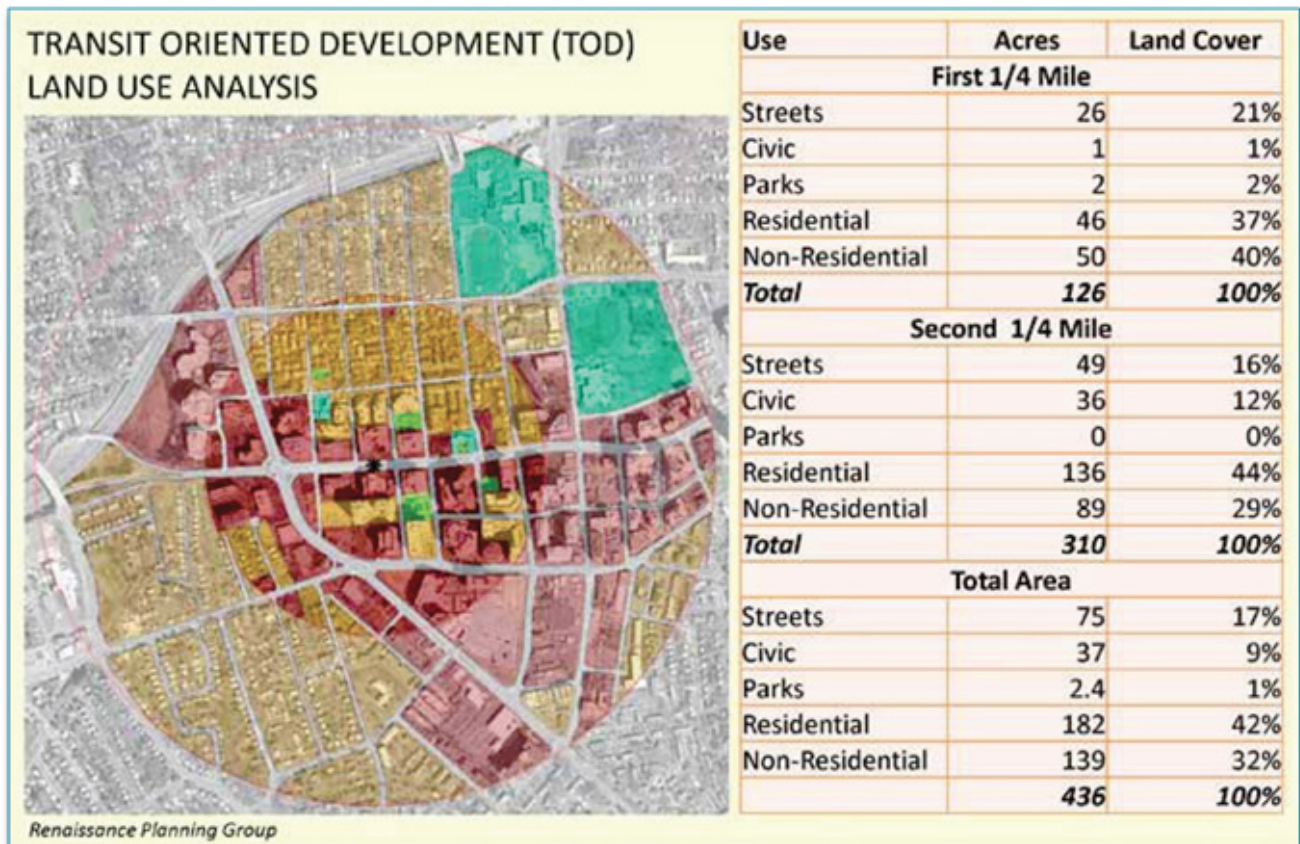 TRANSIT ORIENTED DEVELOPMENT (TOD)
LAND USE ANALYSIS
Renaissance Planning Group
Use Acres Land Cover
First 1/4 Mile
Streets 26 21%
Civic 1 1%
Parks 2 2%
Residential 46 37%
Non-Residential 50 40%
Total 126 100%
Second 1/4 Mile
Streets 49 16%
Civic 36 12%
Parks 0 0%
Residential 136 44%
Non-Residential 89 29%
Total 310 100%
Total Area
Streets 75 17%
Civic 37 9%
Parks 2.4 1%
Residential 182 42%
Non-Residential 139 32%
436 100%